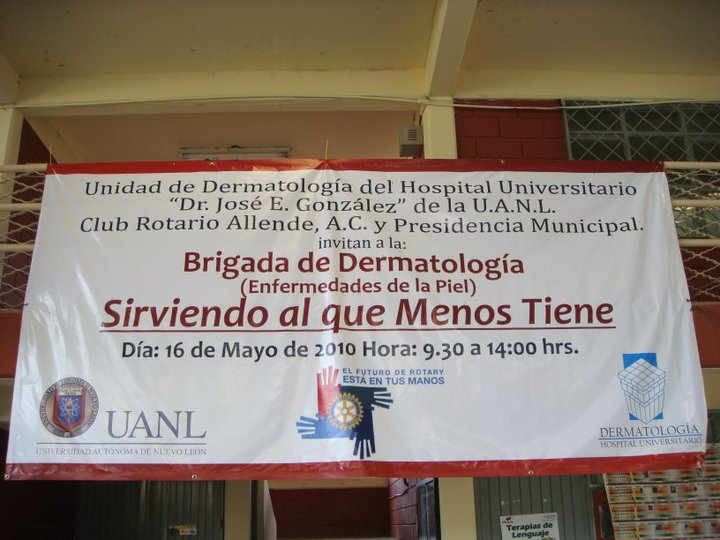 Unidad de Dermatología del Hospital Universitario
“Dr. José E. González” de la U.A.N.L.
Club Rotario Allende, A.C. y Presidencia Municipal.
invitan a la:
Brigada de Dermatología
(Enfermedades de la Piel)
Sirviendo al que Menos Tiene
Día: 16 de Mayo de 2010 Hora: 9.30 a 14:00 hrs.
EL FUTURO DE ROTARY
ESTÁ EN TUS MANOS
UANL
UNIVERSIDAD AUTÓNOMA DE NUEVO LEÓN
DERMATOLOGÍA
HOSPITAL UNIVERSITARIO
Terapias de
Lenguaje